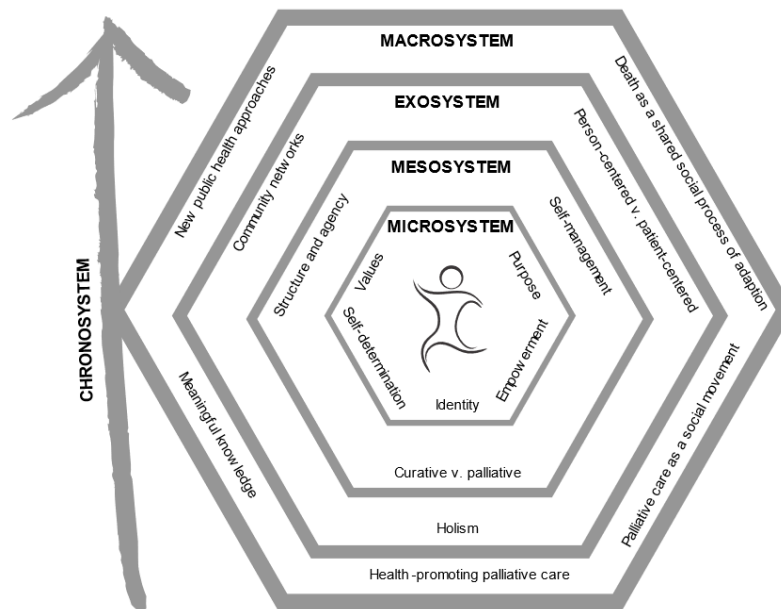 MACROSYSTEM
New public health approaches
Death as a shared social process of adaption
EXOSYSTEM
Community networks
Person-centered v. patient-centered
MESOSYSTEM
Structure and agency
Self-management
MICROSYSTEM
Values
Purpose
Self-determination
Empowerment
Identity
CHRONOSYSTEM
Meaningful knowledge
Palliative care as a social movement
Curative v. palliative
Holism
Health-promoting palliative care